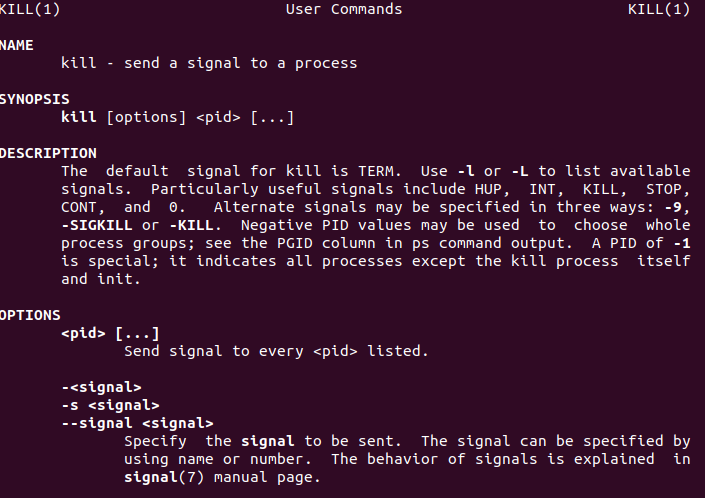 KILL(1) User Commands KILL(1)
NAME
kill - send a signal to a process
SYNOPSIS
kill [options] <pid> [...]
DESCRIPTION
The default signal for kill is TERM. Use -l or -L to list available
signals. Particularly useful signals include HUP, INT, KILL, STOP,
CONT, and 0. Alternate signals may be specified in three ways: -9,
-SIGKILL or -KILL. Negative PID values may be used to choose whole
process groups; see the PGID column in ps command output. A PID of -1
is special; it indicates all processes except the kill process itself
and init.
OPTIONS
<pid> [...]
Send signal to every <pid> listed.
-<signal>
-s <signal>
--signal <signal>
Specify the signal to be sent. The signal can be specified by
using name or number. The behavior of signals is explained in
signal(7) manual page.